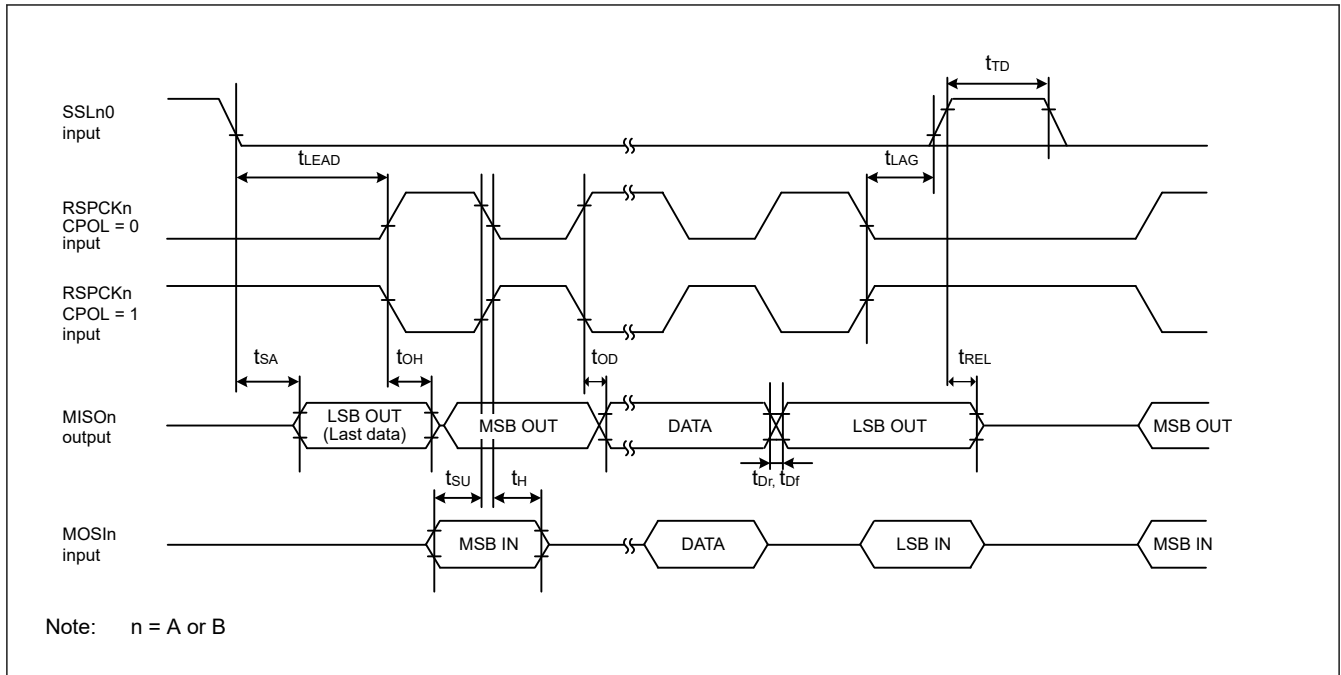 tTD
SSLn0
input
tLEAD
tLAG
RSPCKn
CPOL = 0
input
RSPCKn
CPOL = 1
input
tSA
tOH
tOD
tREL
MISOn
output
LSB OUT
(Last data)
MSB OUT
DATA
LSB OUT
MSB OUT
tSU
tH
tDr, tDf
MOSIn
input
MSB IN
DATA
LSB IN
MSB IN
Note: n = A or B